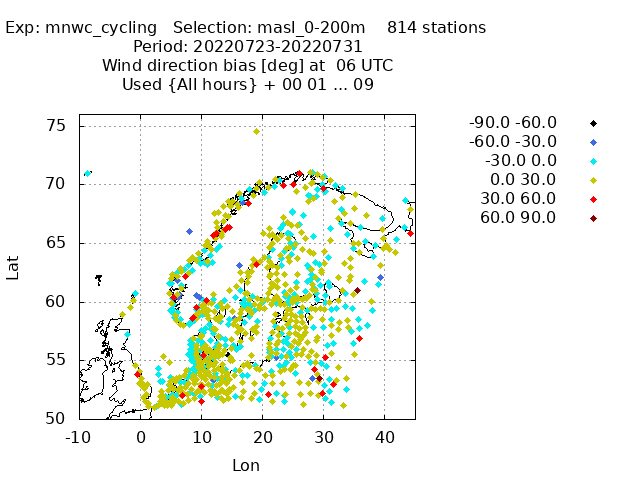 Exp: mnwc_cycling   Selection: masl_0-200m    814 stations
Period: 20220723-20220731
Wind direction bias [deg] at  06 UTC
Used {All hours} + 00 01 ... 09
-90.0 -60.0
-60.0 -30.0
-30.0 0.0
0.0 30.0
30.0 60.0
60.0 90.0
75
70
65
60
55
50
Lat
-10 0 10 20 30 40
Lon